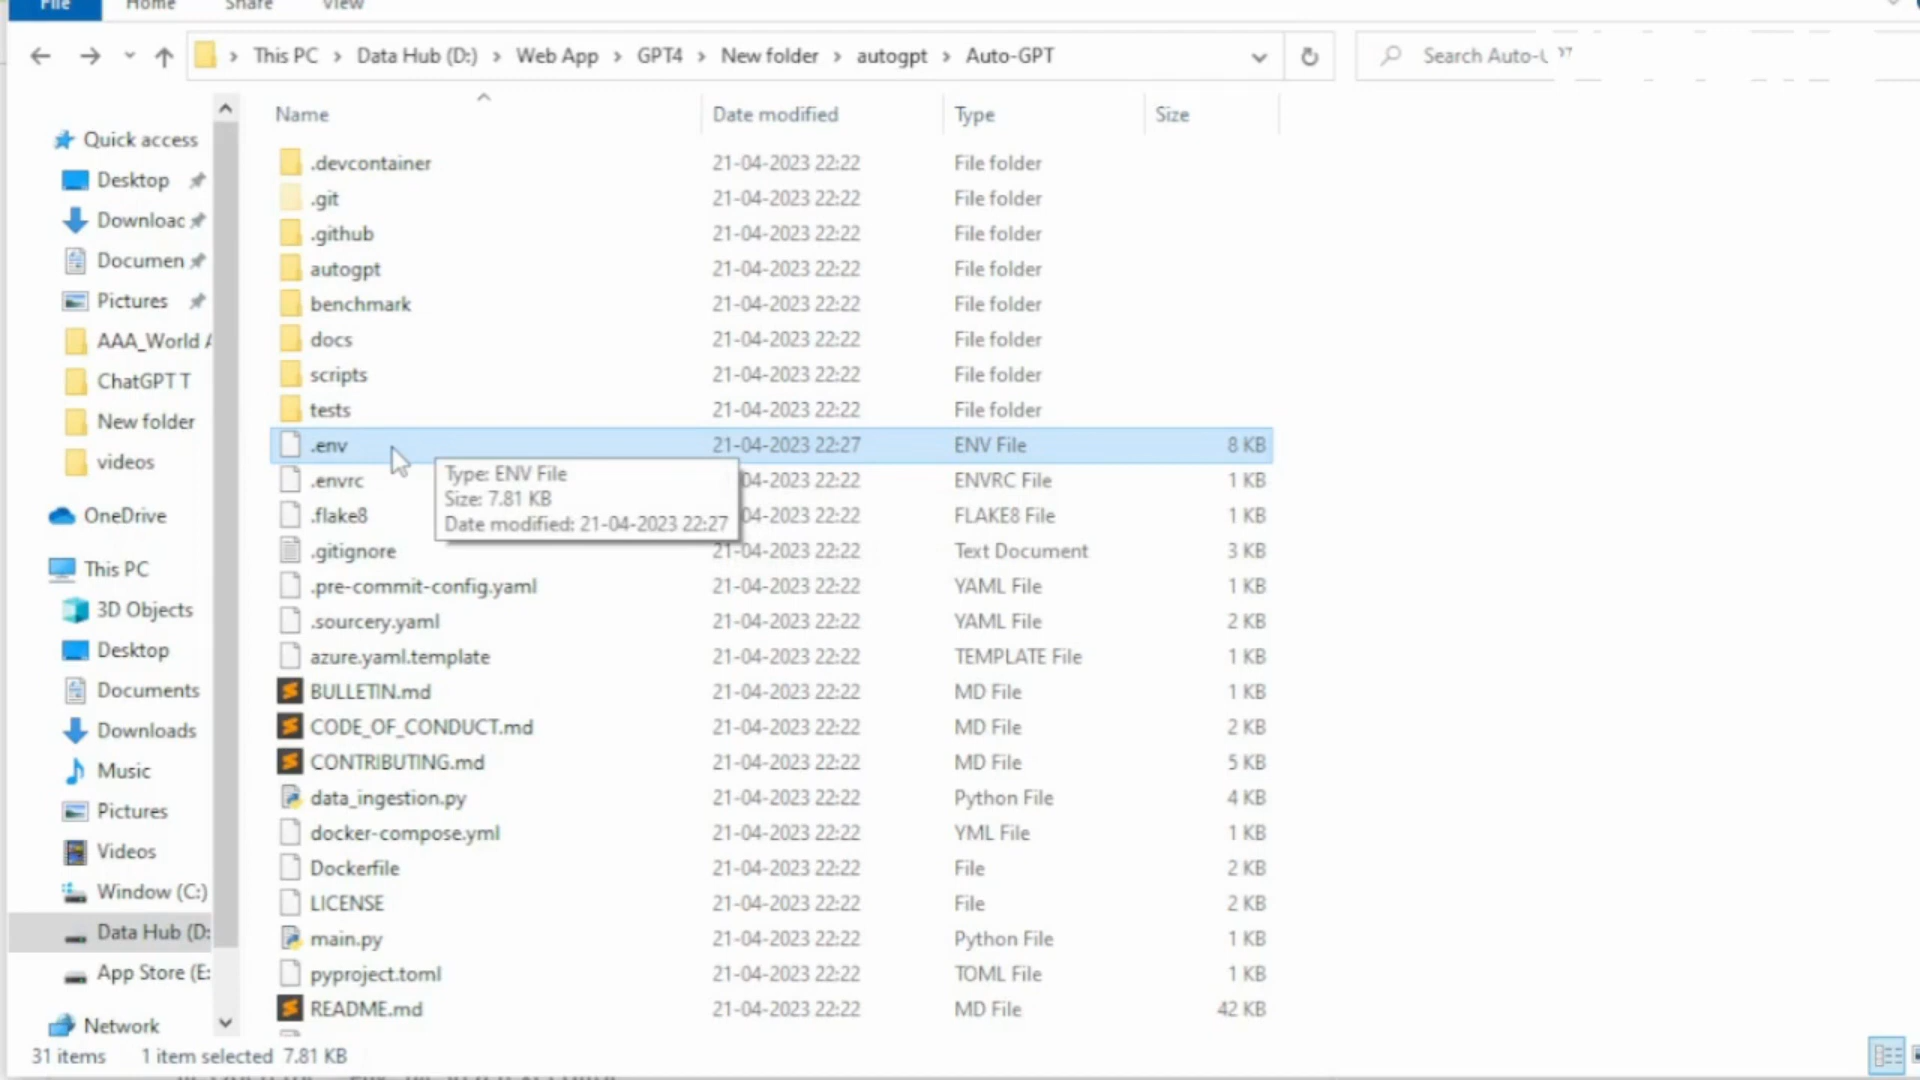 File Home Share View
This PC > Data Hub (D:) > Web App > GPT4 > New folder > autogpt > Auto-GPT
Search Auto-
Name Date modified Type Size
Quick access
Desktop
Downloac
Documen
Pictures
AAA_World A
ChatGPT T
New folder
videos
OneDrive
This PC
3D Objects
Desktop
Documents
Downloads
Music
Pictures
Videos
Window (C:)
Data Hub (D:
App Store (E:
Network
.devcontainer 21-04-2023 22:22 File folder
.git 21-04-2023 22:22 File folder
.github 21-04-2023 22:22 File folder
autogpt 21-04-2023 22:22 File folder
benchmark 21-04-2023 22:22 File folder
docs 21-04-2023 22:22 File folder
scripts 21-04-2023 22:22 File folder
tests 21-04-2023 22:22 File folder
.env 21-04-2023 22:27 ENV File 8 KB
.envrc 04-2023 22:22 ENVRC File 1 KB
.flake8 04-2023 22:22 FLAKE8 File 1 KB
Type: ENV File
Size: 7.81 KB
Date modified: 21-04-2023 22:27
.gitignore 21-04-2023 22:22 Text Document 3 KB
.pre-commit-config.yaml 21-04-2023 22:22 YAML File 1 KB
.sourcery.yaml 21-04-2023 22:22 YAML File 2 KB
azure.yaml.template 21-04-2023 22:22 TEMPLATE File 1 KB
BULLETIN.md 21-04-2023 22:22 MD File 1 KB
CODE_OF_CONDUCT.md 21-04-2023 22:22 MD File 2 KB
CONTRIBUTING.md 21-04-2023 22:22 MD File 5 KB
data_ingestion.py 21-04-2023 22:22 Python File 4 KB
docker-compose.yml 21-04-2023 22:22 YML File 1 KB
Dockerfile 21-04-2023 22:22 File 2 KB
LICENSE 21-04-2023 22:22 File 2 KB
main.py 21-04-2023 22:22 Python File 1 KB
pyproject.toml 21-04-2023 22:22 TOML File 1 KB
README.md 21-04-2023 22:22 MD File 42 KB
31 items 1 item selected 7.81 KB